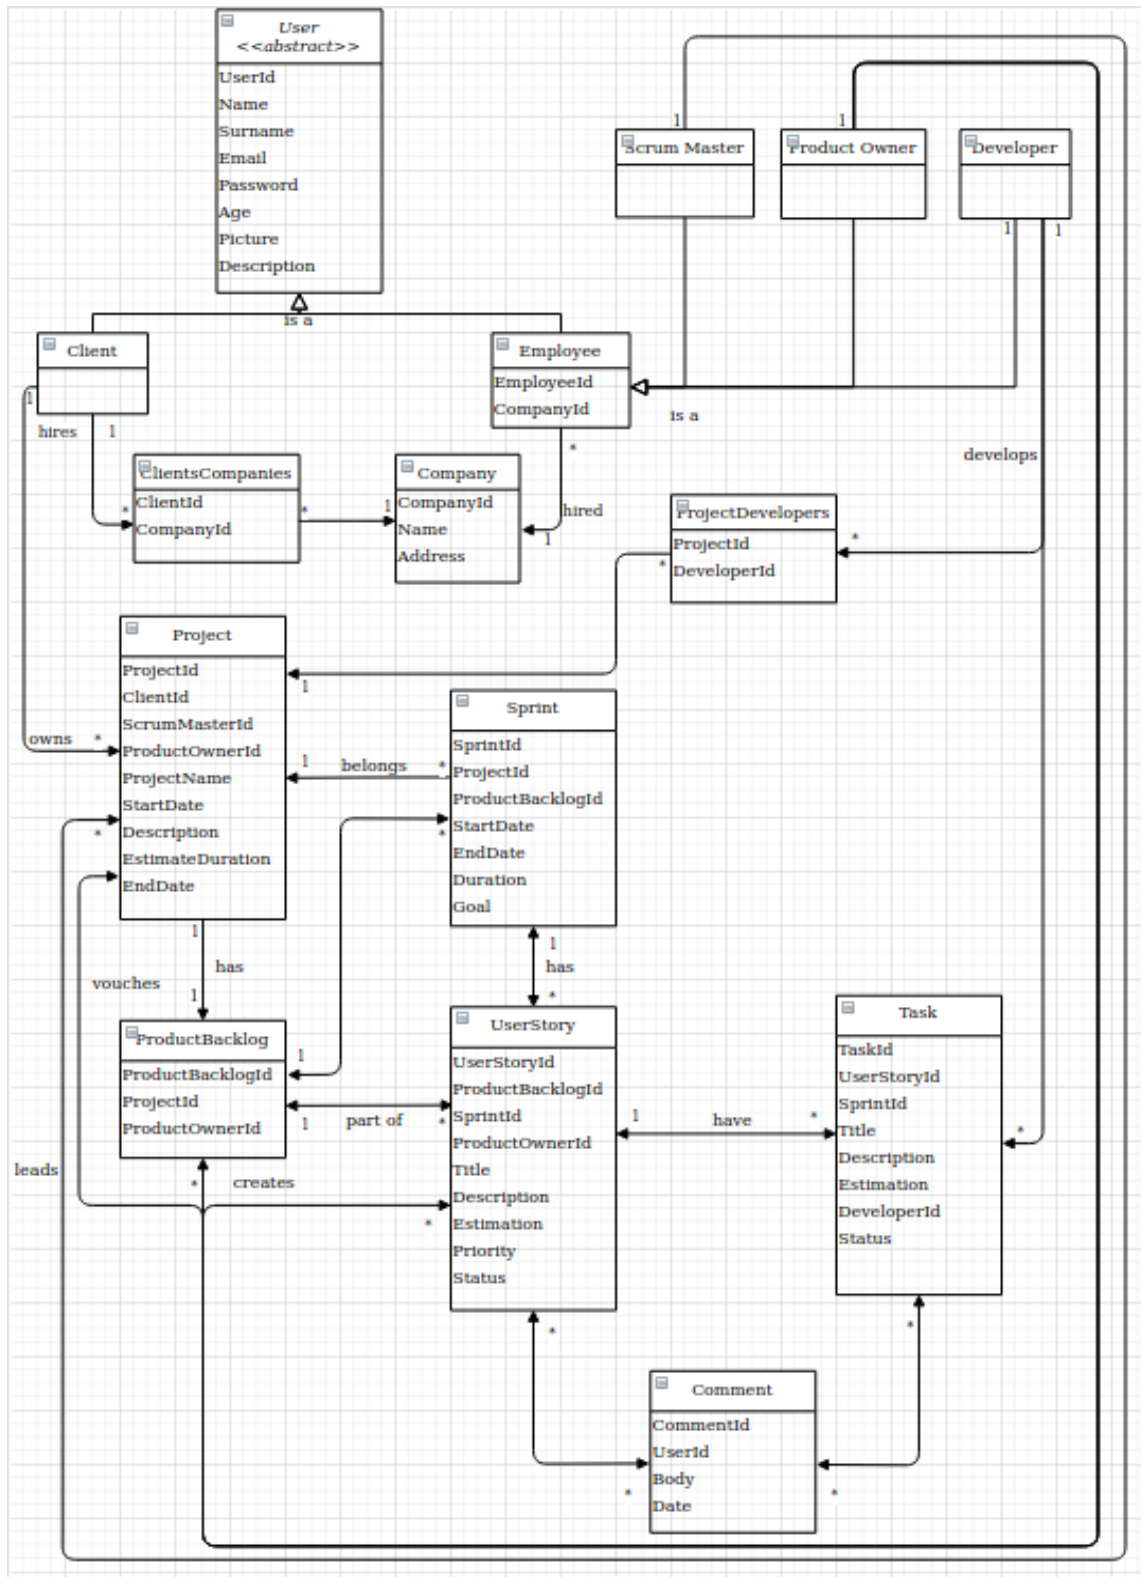 User
<<abstract>>
UserId
Name
Surname
Email
Password
Age
Picture
Description
is a
1
Scrum Master
1
Product Owner
Developer
1
1
Client
1
hires
1
Employee
EmployeeId
CompanyId
is a
*
hired
1
develops
ClientsCompanies
ClientId
CompanyId
*
*
1
Company
CompanyId
Name
Address
ProjectDevelopers
ProjectId
DeveloperId
*
*
Project
ProjectId
ClientId
ScrumMasterId
ProductOwnerId
ProjectName
StartDate
Description
EstimateDuration
EndDate
1
owns
*
1
belongs
*
*
*
Sprint
SprintId
ProjectId
ProductBacklogId
StartDate
EndDate
Duration
Goal
1
has
1
vouches
1
has
*
ProductBacklog
ProductBacklogId
ProjectId
ProductOwnerId
1
1
part of
*
leads
*
creates
*
UserStory
UserStoryId
ProductBacklogId
SprintId
ProductOwnerId
Title
Description
Estimation
Priority
Status
1
have
*
*
Task
TaskId
UserStoryId
SprintId
Title
Description
Estimation
DeveloperId
Status
*
*
Comment
CommentId
UserId
Body
Date
*
*